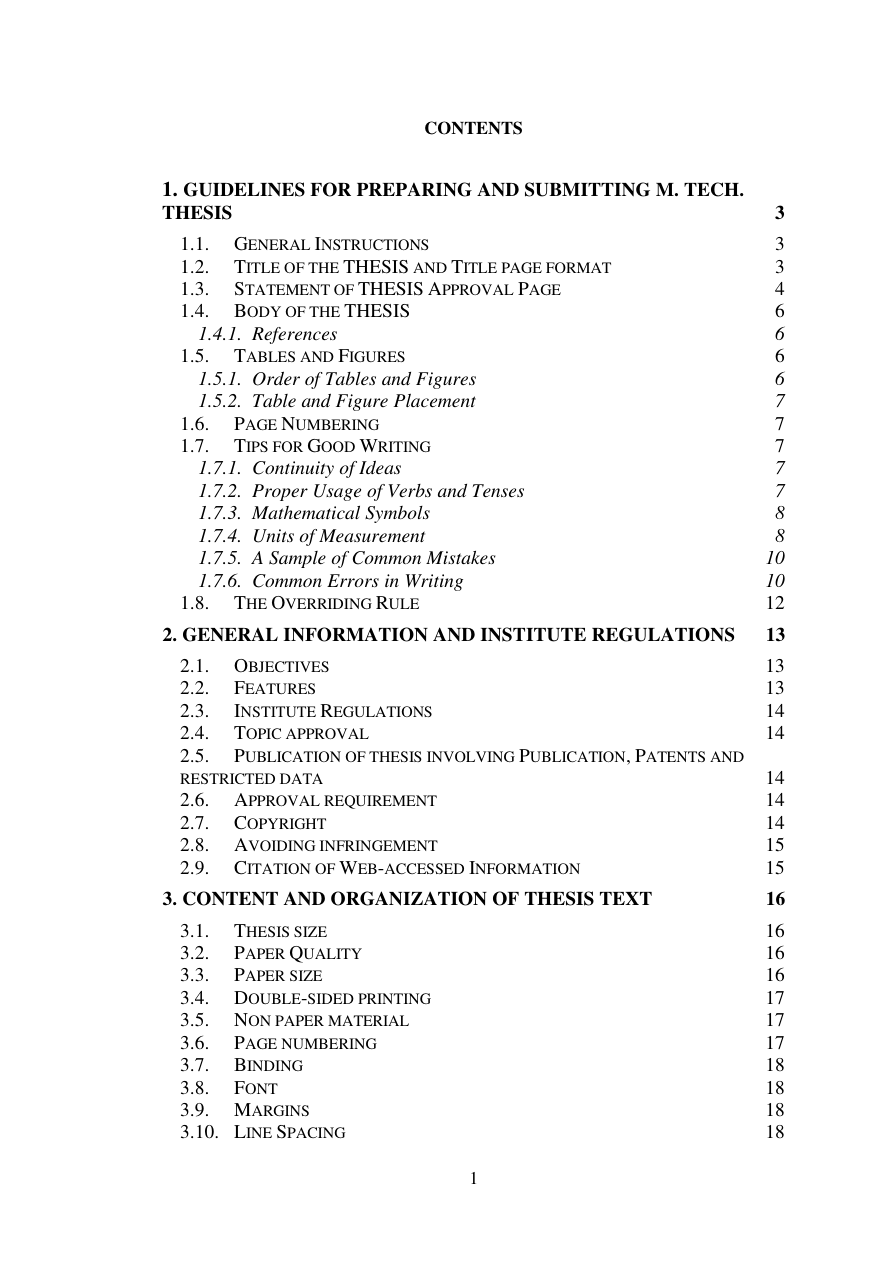 CONTENTS
1. GUIDELINES FOR PREPARING AND SUBMITTING M. TECH.
THESIS 3
1.1. GENERAL INSTRUCTIONS 3
1.2. TITLE OF THE THESIS AND TITLE PAGE FORMAT 3
1.3. STATEMENT OF THESIS APPROVAL PAGE 4
1.4. BODY OF THE THESIS 6
1.4.1. References 6
1.5. TABLES AND FIGURES 6
1.5.1. Order of Tables and Figures 6
1.5.2. Table and Figure Placement 7
1.6. PAGE NUMBERING 7
1.7. TIPS FOR GOOD WRITING 7
1.7.1. Continuity of Ideas 7
1.7.2. Proper Usage of Verbs and Tenses 7
1.7.3. Mathematical Symbols 8
1.7.4. Units of Measurement 8
1.7.5. A Sample of Common Mistakes 10
1.7.6. Common Errors in Writing 10
1.8. THE OVERRIDING RULE 12
2. GENERAL INFORMATION AND INSTITUTE REGULATIONS 13
2.1. OBJECTIVES 13
2.2. FEATURES 13
2.3. INSTITUTE REGULATIONS 14
2.4. TOPIC APPROVAL 14
2.5. PUBLICATION OF THESIS INVOLVING PUBLICATION, PATENTS AND
RESTRICTED DATA 14
2.6. APPROVAL REQUIREMENT 14
2.7. COPYRIGHT 14
2.8. AVOIDING INFRINGEMENT 15
2.9. CITATION OF WEB-ACCESSED INFORMATION 15
3. CONTENT AND ORGANIZATION OF THESIS TEXT 16
3.1. THESIS SIZE 16
3.2. PAPER QUALITY 16
3.3. PAPER SIZE 16
3.4. DOUBLE-SIDED PRINTING 17
3.5. NON PAPER MATERIAL 17
3.6. PAGE NUMBERING 17
3.7. BINDING 18
3.8. FONT 18
3.9. MARGINS 18
3.10. LINE SPACING 18
1